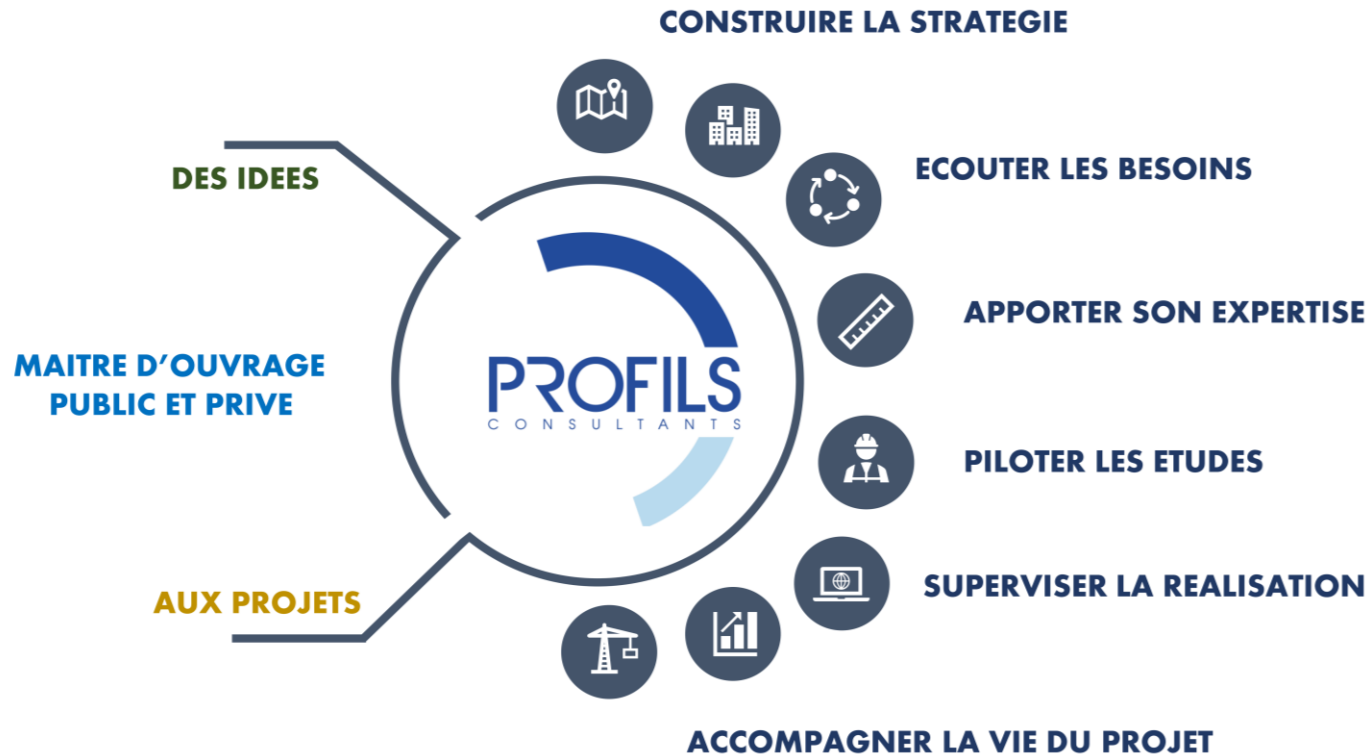 CONSTRUIRE LA STRATEGIE
DES IDEES
ECOUTER LES BESOINS
APPORTER SON EXPERTISE
MAITRE D'OUVRAGE
PUBLIC ET PRIVE
PROFILS
CONSULTANTS
PILOTER LES ETUDES
SUPERVISER LA REALISATION
AUX PROJETS
ACCOMPAGNER LA VIE DU PROJET